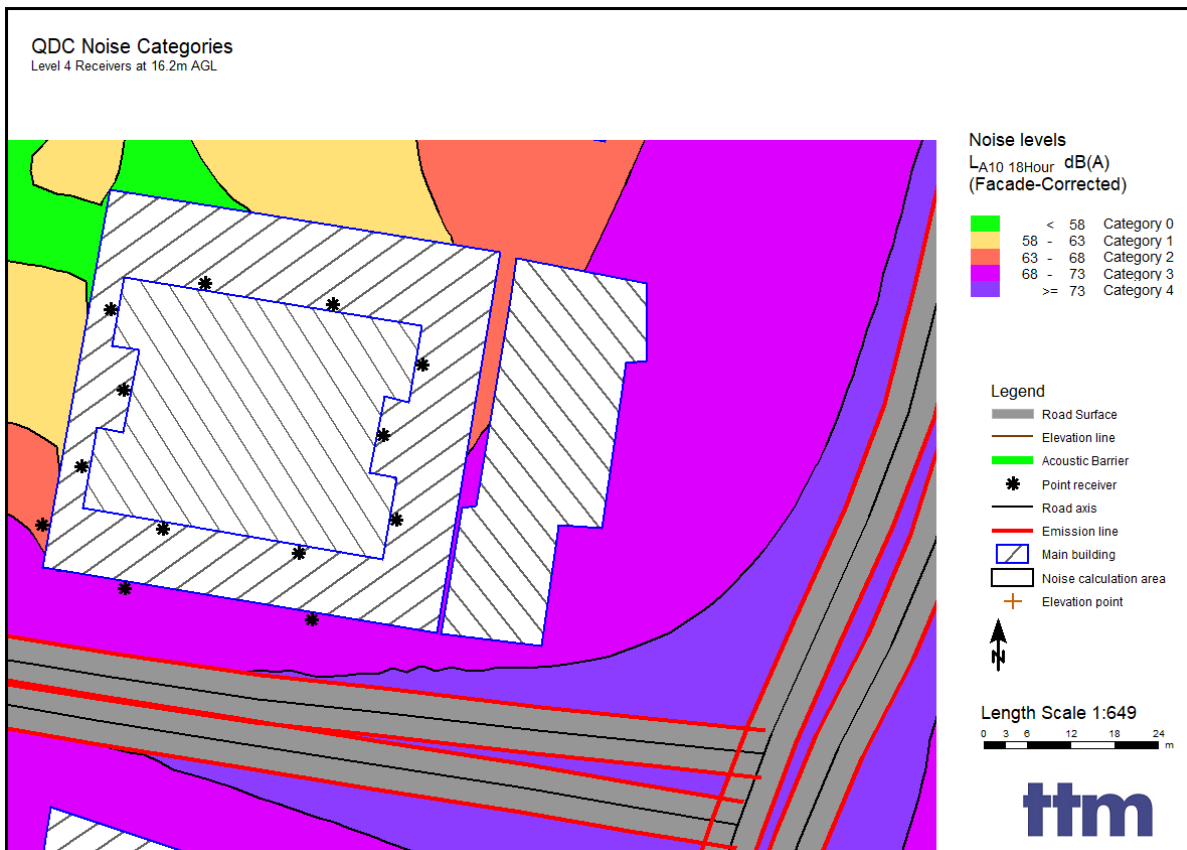 QDC Noise Categories
Level 4 Receivers at 16.2m AGL
Noise levels
LA10 18Hour dB(A)
(Facade-Corrected)
< 58 Category 0
58 - 63 Category 1
63 - 68 Category 2
68 - 73 Category 3
>= 73 Category 4
Legend
Road Surface
Elevation line
Acoustic Barrier
Point receiver
Road axis
Emission line
Main building
Noise calculation area
Elevation point
N
Length Scale 1:649
0 3 6 12 18 24
m
ttm